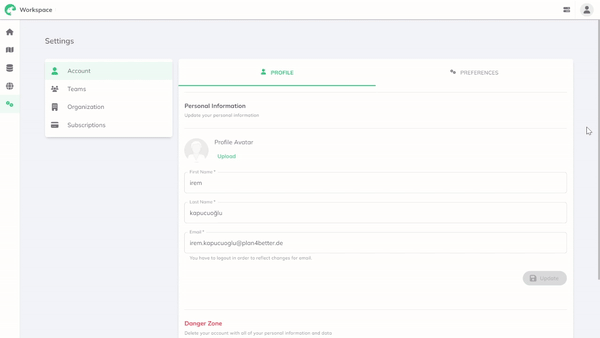 Workspace
Settings
Account
Teams
Organization
Subscriptions
PROFILE
PREFERENCES
Personal Information
Update your personal information
Profile Avatar
Upload
First Name *
irem
Last Name *
kapucuoğlu
Email *
irem.kapucuoglu@plan4better.de
You have to logout in order to reflect changes for email.
Update
Danger Zone
Delete your account with all of your personal information and data